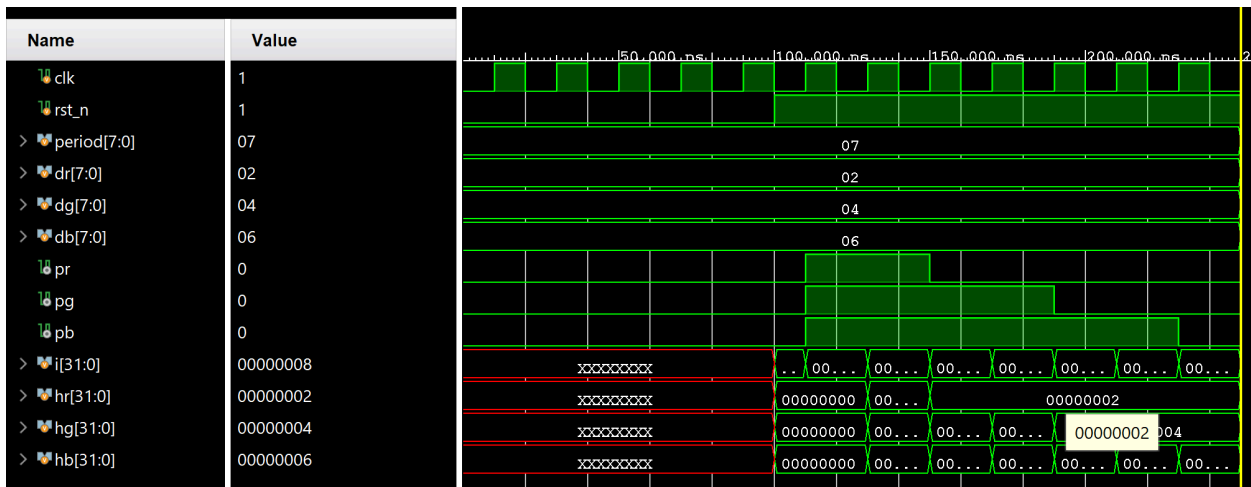 Name Value
50.000 ns 100.000 ns 150.000 ns 200.000 ns 2
clk 1
rst_n 1
period[7:0] 07 07
dr[7:0] 02 02
dg[7:0] 04 04
db[7:0] 06 06
pr 0
pg 0
pb 0
i[31:0] 00000008 XXXXXXXX .. 00... 00... 00... 00... 00... 00... 00...
hr[31:0] 00000002 XXXXXXXX 00000000 00... 00000002
hg[31:0] 00000004 XXXXXXXX 00000000 00... 00... 00... 00000002 004
hb[31:0] 00000006 XXXXXXXX 00000000 00... 00... 00... 00... 00... 00...